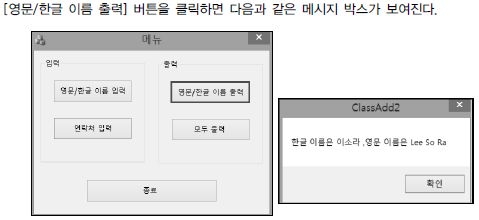 [영문/한글 이름 출력] 버튼을 클릭하면 다음과 같은 메시지 박스가 보여진다.
메뉴
입력
출력
영문/한글 이름 입력
영문/한글 이름 출력
연락처 입력
모두 출력
종료
ClassAdd2
한글 이름은 이소라 ,영문 이름은 Lee So Ra
확인